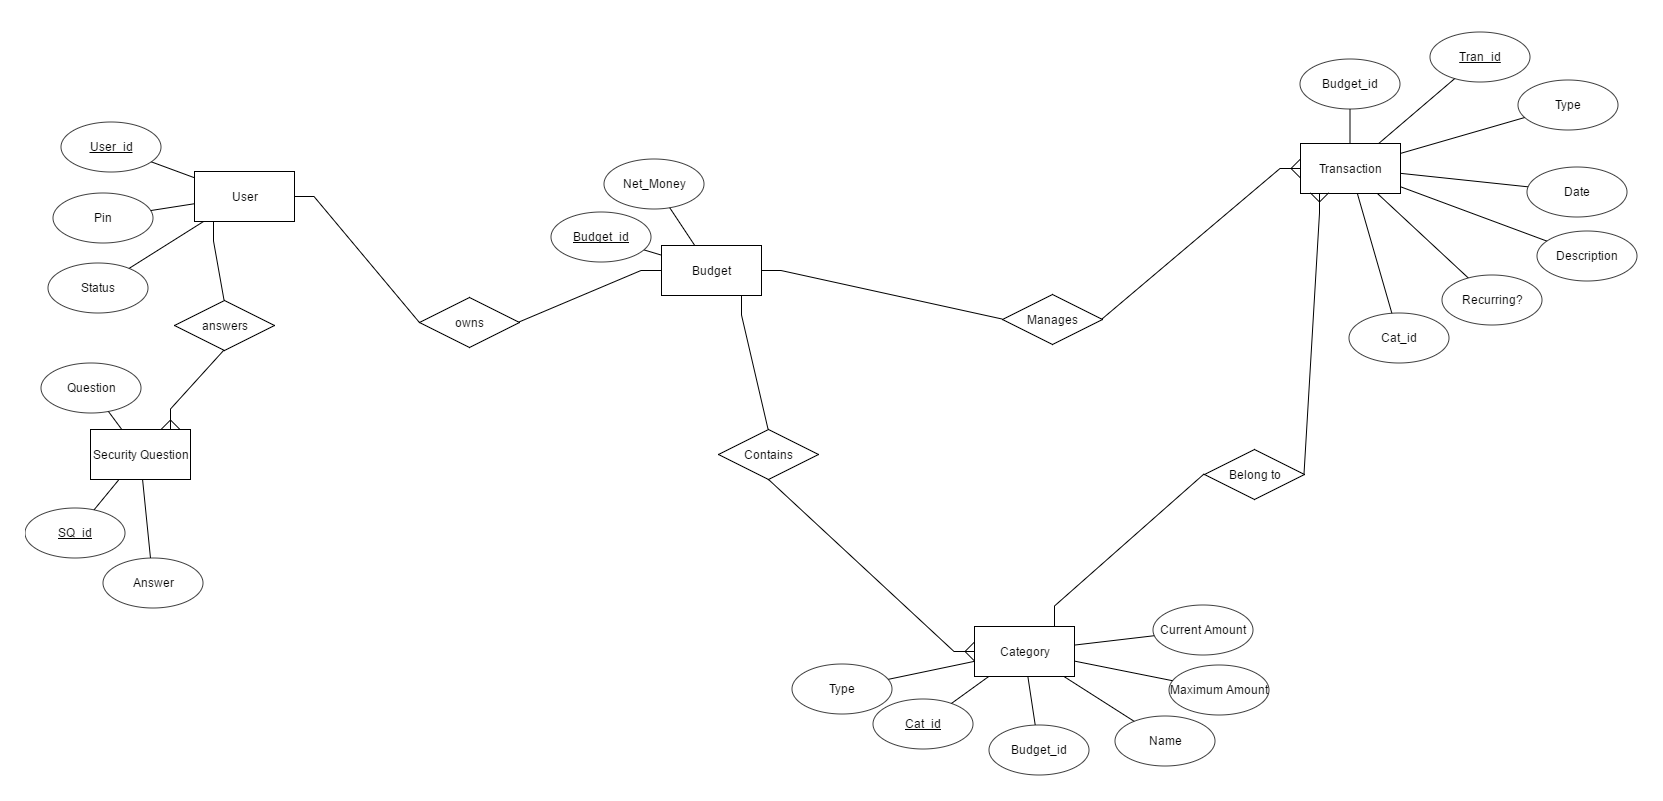 Tran_id
Budget_id
Type
User_id
Transaction
Net_Money
Date
User
Pin
Budget_id
Description
Budget
Status
Recurring?
owns
Manages
answers
Cat_id
Question
Security Question
Contains
Belong to
SQ_id
Answer
Current Amount
Category
Type
Maximum Amount
Cat_id
Name
Budget_id